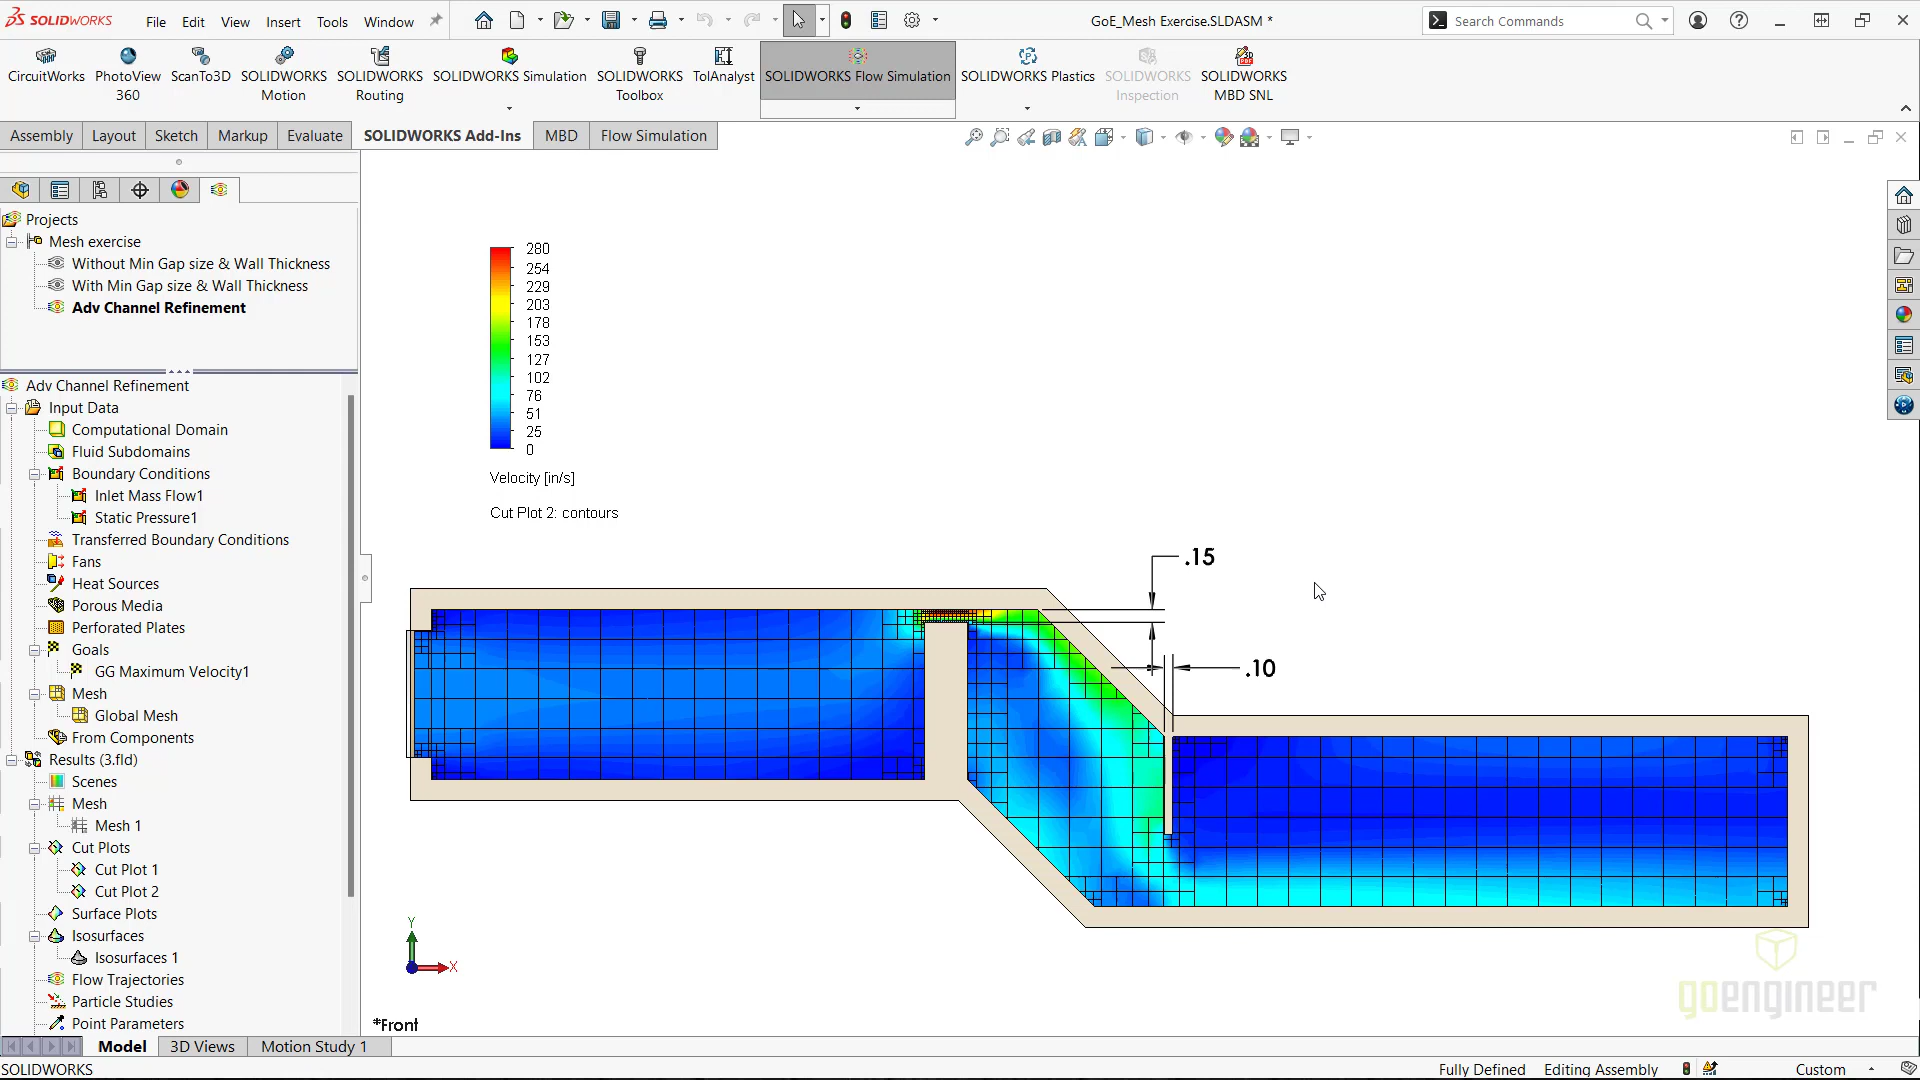 SOLIDWORKS File Edit View Insert Tools Window GoE_Mesh Exercise.SLDASM * Search Commands
CircuitWorks PhotoView 360 ScanTo3D SOLIDWORKS Motion SOLIDWORKS Routing SOLIDWORKS Simulation SOLIDWORKS Toolbox TolAnalyst SOLIDWORKS Flow Simulation SOLIDWORKS Plastics SOLIDWORKS Inspection SOLIDWORKS MBD SNL
Assembly Layout Sketch Markup Evaluate SOLIDWORKS Add-Ins MBD Flow Simulation
Projects
Mesh exercise
Without Min Gap size & Wall Thickness
With Min Gap size & Wall Thickness
Adv Channel Refinement
Adv Channel Refinement
Input Data
Computational Domain
Fluid Subdomains
Boundary Conditions
Inlet Mass Flow1
Static Pressure1
Transferred Boundary Conditions
Fans
Heat Sources
Porous Media
Perforated Plates
Goals
GG Maximum Velocity1
Mesh
Global Mesh
From Components
Results (3.fld)
Scenes
Mesh
Mesh 1
Cut Plots
Cut Plot 1
Cut Plot 2
Surface Plots
Isosurfaces
Isosurfaces 1
Flow Trajectories
Particle Studies
Point Parameters
280
254
229
203
178
153
127
102
76
51
25
0
Velocity [in/s]
Cut Plot 2: contours
.15
.10
Y
X
*Front
goengineer
Model 3D Views Motion Study 1
SOLIDWORKS Fully Defined Editing Assembly Custom